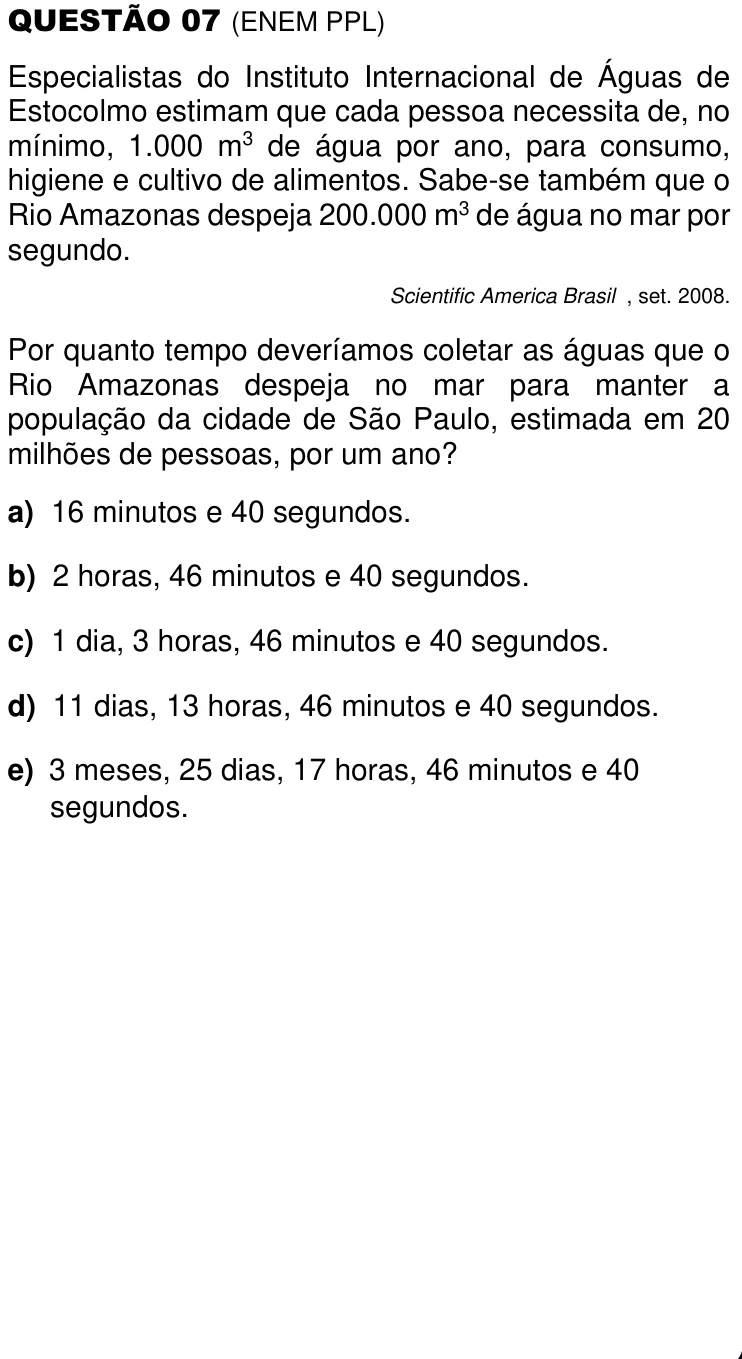 QUESTÃO 07 (ENEM PPL)
Especialistas do Instituto Internacional de Águas de
Estocolmo estimam que cada pessoa necessita de, no
mínimo, 1.000 m³ de água por ano, para consumo,
higiene e cultivo de alimentos. Sabe-se também que o
Rio Amazonas despeja 200.000 m³ de água no mar por
segundo.
Scientific America Brasil , set. 2008.
Por quanto tempo deveríamos coletar as águas que o
Rio Amazonas despeja no mar para manter a
população da cidade de São Paulo, estimada em 20
milhões de pessoas, por um ano?
a) 16 minutos e 40 segundos.
b) 2 horas, 46 minutos e 40 segundos.
c) 1 dia, 3 horas, 46 minutos e 40 segundos.
d) 11 dias, 13 horas, 46 minutos e 40 segundos.
e) 3 meses, 25 dias, 17 horas, 46 minutos e 40
segundos.